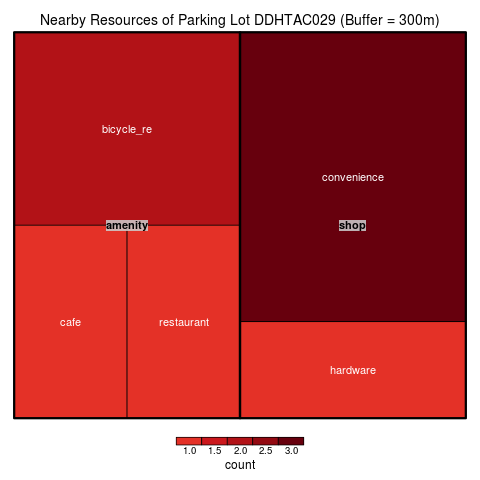 Nearby Resources of Parking Lot DDHTAC029 (Buffer = 300m)
bicycle_re
convenience
amenity
shop
cafe
restaurant
hardware
1.0 1.5 2.0 2.5 3.0
count